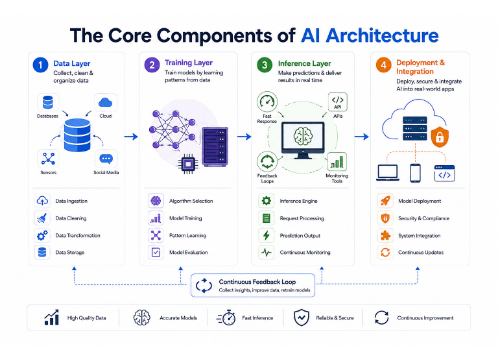 The Core Components of AI Architecture
1 Data Layer
Collect, clean &
organize data
Databases
Cloud
Sensors
Social Media
Data Ingestion
Data Cleaning
Data Transformation
Data Storage
2 Training Layer
Train models by learning
patterns from data
Algorithm Selection
Model Training
Pattern Learning
Model Evaluation
3 Inference Layer
Make predictions & deliver
results in real time
Fast
Response
</>
API
APIs
Feedback
Loops
Monitoring
Tools
Inference Engine
Request Processing
Prediction Output
Continuous Monitoring
4 Deployment &
Integration
Deploy, secure & integrate
AI into real-world apps
</>
Model Deployment
Security & Compliance
System Integration
Continuous Updates
Continuous Feedback Loop
Collect insights, improve data, retrain models
High Quality Data
Accurate Models
Fast Inference
Reliable & Secure
Continuous Improvement